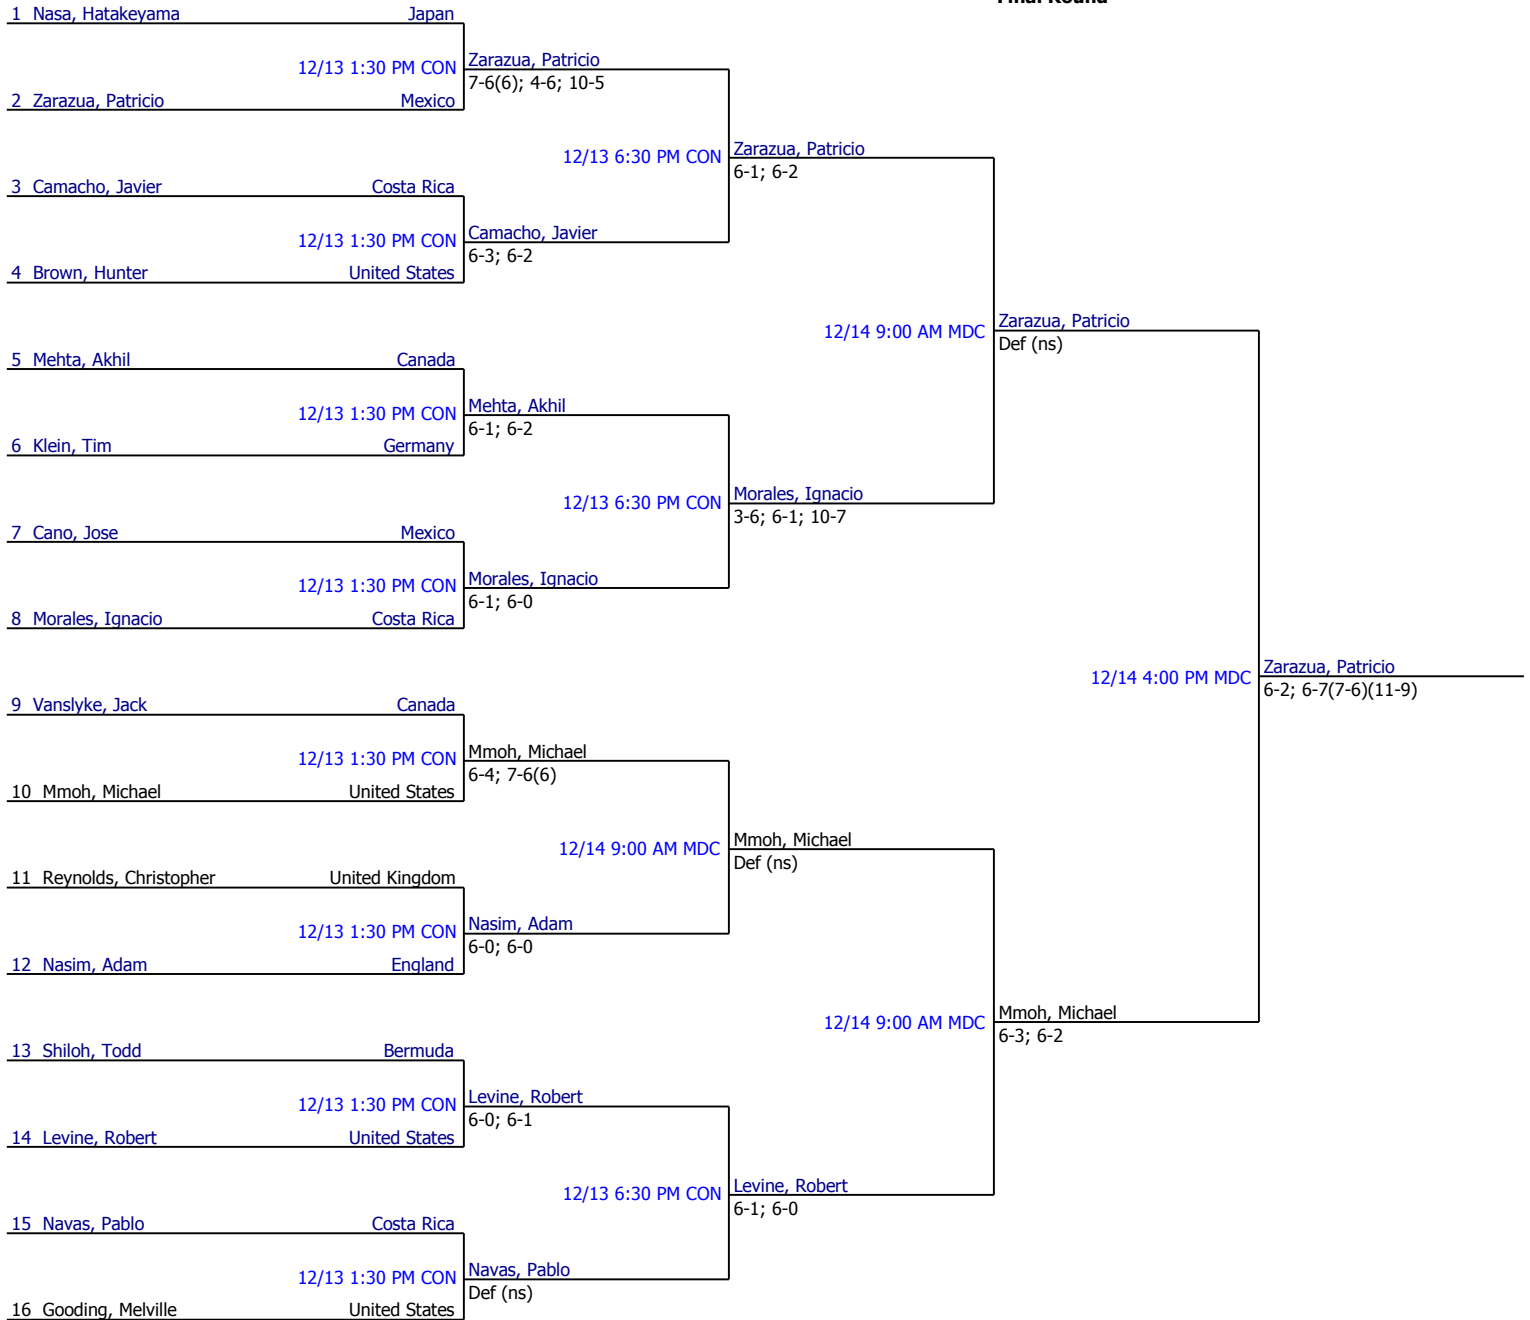 Final Round
1 Nasa, Hatakeyama Japan
12/13 1:30 PM CON Zarazua, Patricio
7-6(6); 4-6; 10-5
2 Zarazua, Patricio Mexico
12/13 6:30 PM CON Zarazua, Patricio
6-1; 6-2
3 Camacho, Javier Costa Rica
12/13 1:30 PM CON Camacho, Javier
6-3; 6-2
4 Brown, Hunter United States
12/14 9:00 AM MDC Zarazua, Patricio
Def (ns)
5 Mehta, Akhil Canada
12/13 1:30 PM CON Mehta, Akhil
6-1; 6-2
6 Klein, Tim Germany
12/13 6:30 PM CON Morales, Ignacio
3-6; 6-1; 10-7
7 Cano, Jose Mexico
12/13 1:30 PM CON Morales, Ignacio
6-1; 6-0
8 Morales, Ignacio Costa Rica
12/14 4:00 PM MDC Zarazua, Patricio
6-2; 6-7(7-6)(11-9)
9 Vanslyke, Jack Canada
12/13 1:30 PM CON Mmoh, Michael
6-4; 7-6(6)
10 Mmoh, Michael United States
12/14 9:00 AM MDC Mmoh, Michael
Def (ns)
11 Reynolds, Christopher United Kingdom
12/13 1:30 PM CON Nasim, Adam
6-0; 6-0
12 Nasim, Adam England
12/14 9:00 AM MDC Mmoh, Michael
6-3; 6-2
13 Shiloh, Todd Bermuda
12/13 1:30 PM CON Levine, Robert
6-0; 6-1
14 Levine, Robert United States
12/13 6:30 PM CON Levine, Robert
6-1; 6-0
15 Navas, Pablo Costa Rica
12/13 1:30 PM CON Navas, Pablo
Def (ns)
16 Gooding, Melville United States